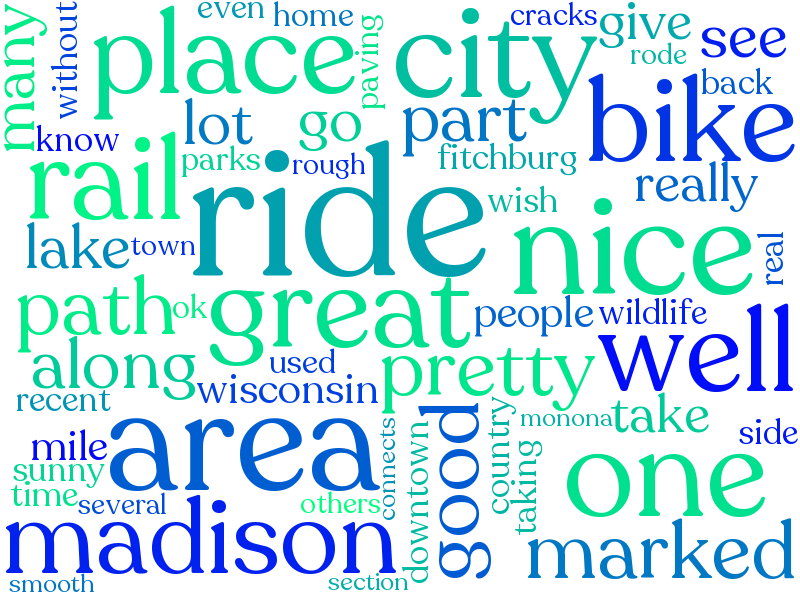 even
home
cracks
give
many
without
place
paving
city
rode
see
back
know
lot
go
part
bike
parks
rough
fitchburg
rail
ride
wish
really
lake
town
nice
real
path
ok
great
people
wildlife
along
used
pretty
well
recent
wisconsin
mile
area
connects
downtown
good
country
monona
take
side
sunny
taking
one
time
several
others
madison
marked
smooth
section